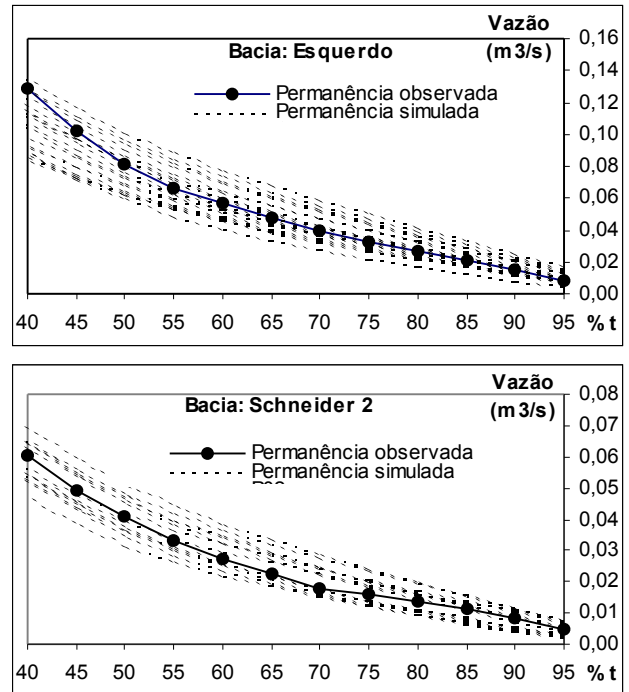 Vazão
(m3/s)
Bacia: Esquerdo
Permanência observada
Permanência simulada
0,16
0,14
0,12
0,10
0,08
0,06
0,04
0,02
0,00
40 45 50 55 60 65 70 75 80 85 90 95 % t
Vazão
(m3/s)
Bacia: Schneider 2
Permanência observada
Permanência simulada
0,08
0,07
0,06
0,05
0,04
0,03
0,02
0,01
0,00
40 45 50 55 60 65 70 75 80 85 90 95 % t